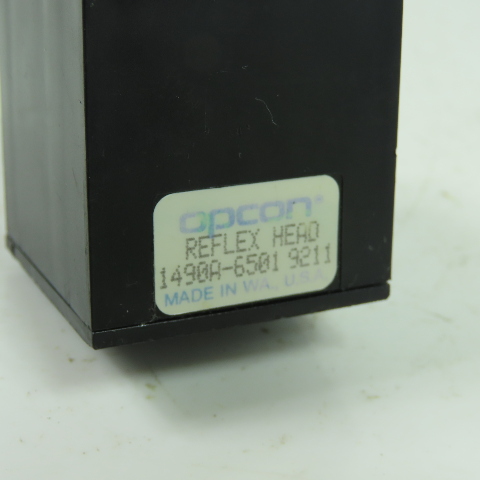 opcon®
REFLEX HEAD
1490A-6501 9211
MADE IN WA., U.S.A.